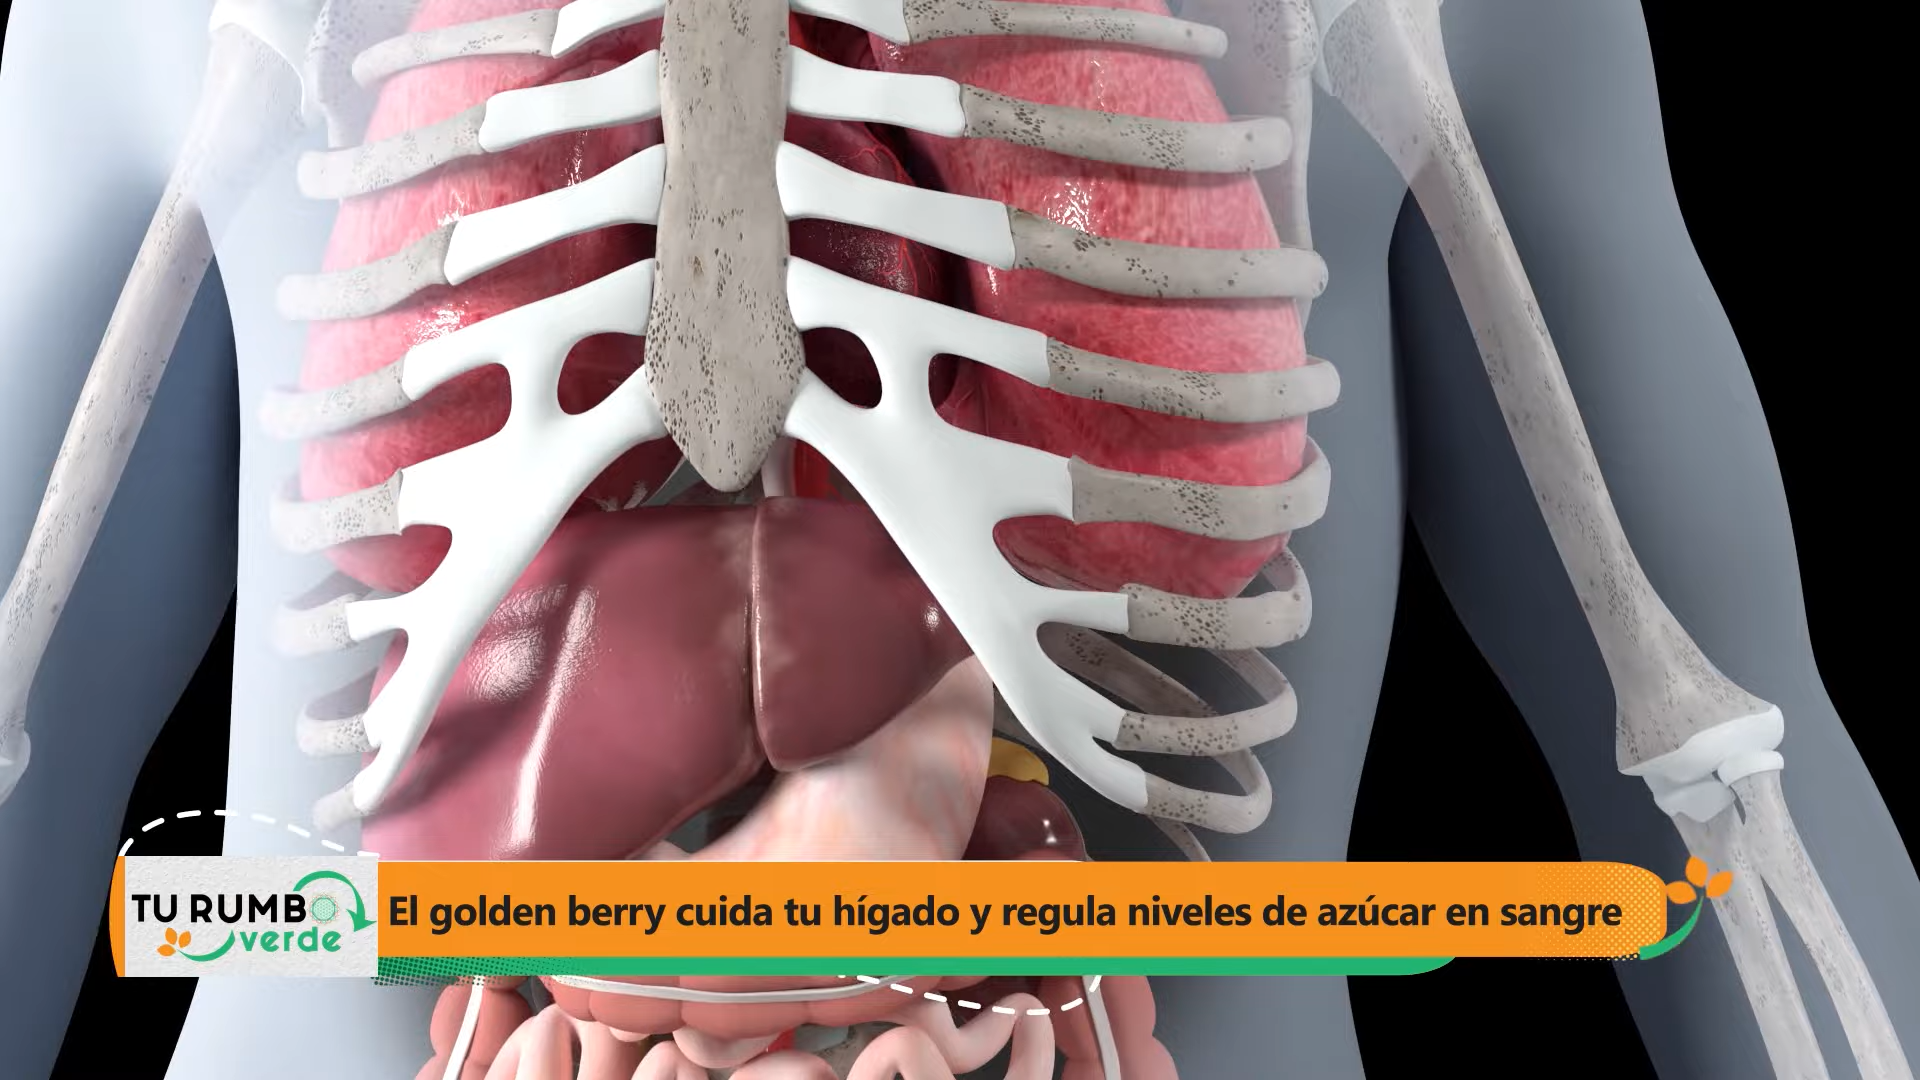 TU RUMBO
verde
El golden berry cuida tu hígado y regula niveles de azúcar en sangre